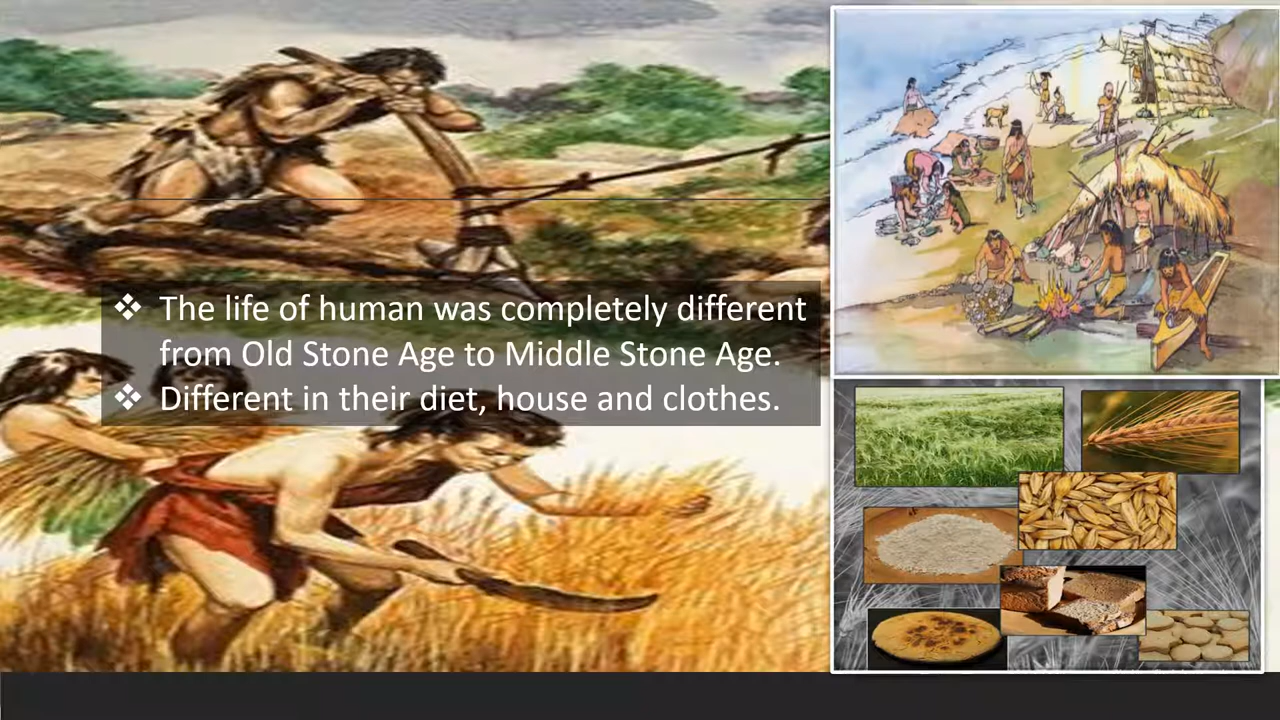 ❖ The life of human was completely different
from Old Stone Age to Middle Stone Age.
❖ Different in their diet, house and clothes.